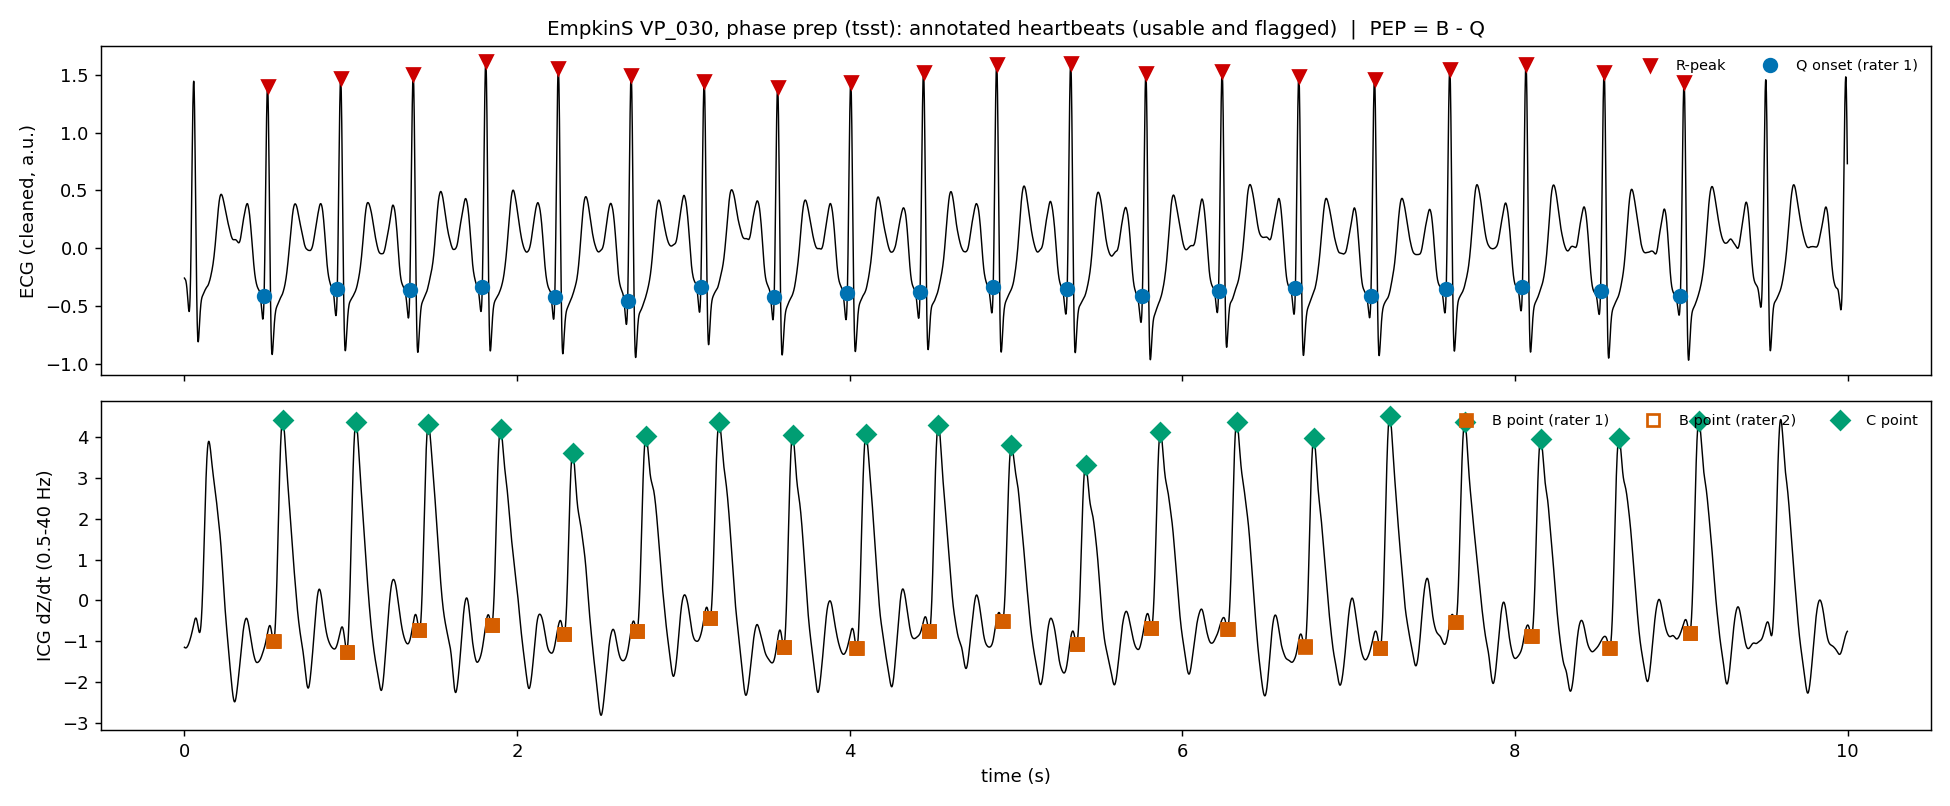 EmpkinS VP_030, phase prep (tsst): annotated heartbeats (usable and flagged)  |  PEP = B - Q
ECG (cleaned, a.u.)
1.5
1.0
0.5
0.0
−0.5
−1.0
R-peak
Q onset (rater 1)
ICG dZ/dt (0.5-40 Hz)
4
3
2
1
0
−1
−2
−3
B point (rater 1)
B point (rater 2)
C point
0 2 4 6 8 10
time (s)